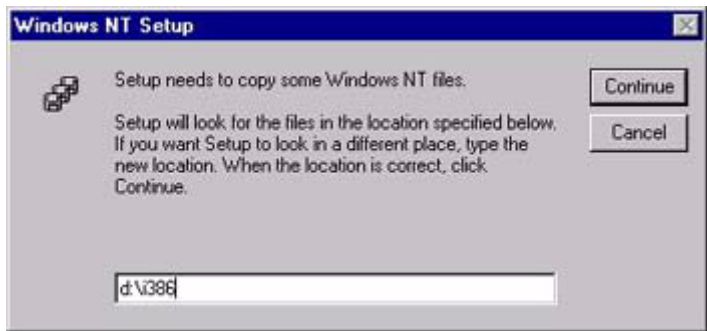 Windows NT Setup
Setup needs to copy some Windows NT files.
Continue
Setup will look for the files in the location specified below.
If you want Setup to look in a different place, type the
new location. When the location is correct, click
Continue.
Cancel
d:\i386